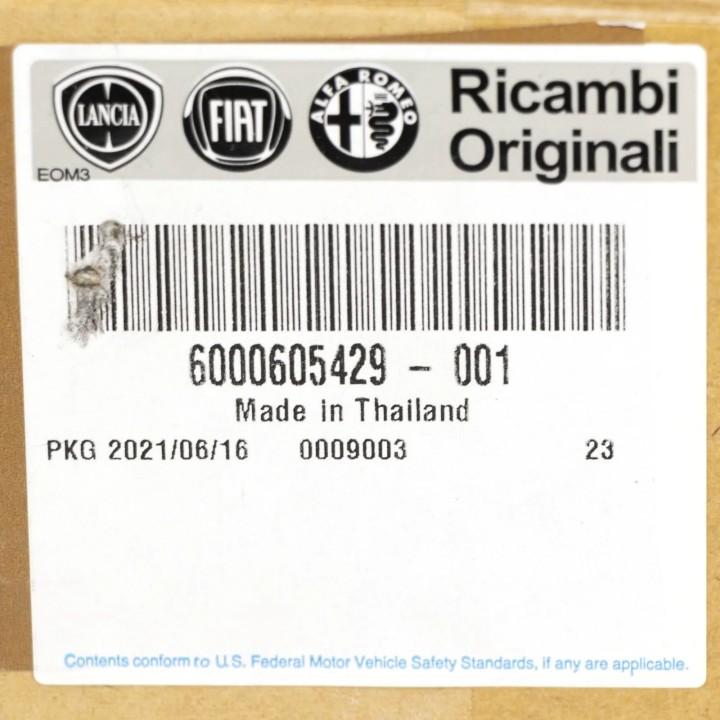 LANCIA
FIAT
ALFA ROMEO
Ricambi
Originali
EOM3
6000605429 - 001
Made in Thailand
PKG 2021/06/16 0009003 23
Contents conform to U.S. Federal Motor Vehicle Safety Standards, if any are applicable.